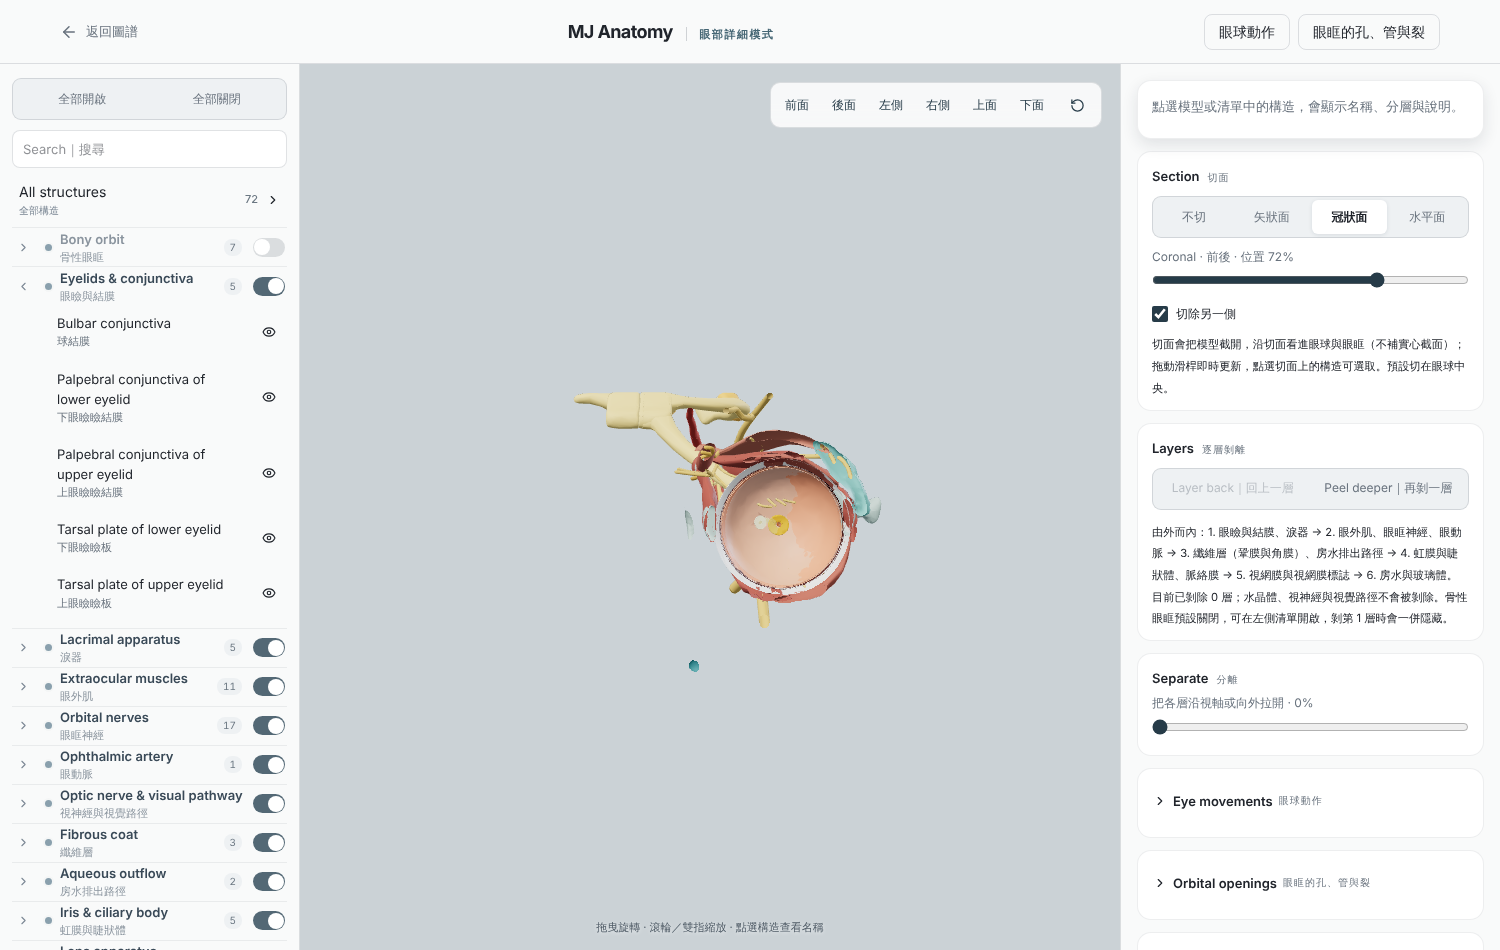 返回圖譜
MJ Anatomy
眼部詳細模式
眼球動作
眼眶的孔、管與裂
全部開啟
全部關閉
Search | 搜尋
All structures
全部構造
72
Bony orbit
骨性眼眶
7
Eyelids & conjunctiva
眼瞼與結膜
5
Bulbar conjunctiva
球結膜
Palpebral conjunctiva of
lower eyelid
下眼瞼瞼結膜
Palpebral conjunctiva of
upper eyelid
上眼瞼瞼結膜
Tarsal plate of lower eyelid
下眼瞼瞼板
Tarsal plate of upper eyelid
上眼瞼瞼板
Lacrimal apparatus
淚器
5
Extraocular muscles
眼外肌
11
Orbital nerves
眼眶神經
17
Ophthalmic artery
眼動脈
1
Optic nerve & visual pathway
視神經與視覺路徑
Fibrous coat
纖維層
3
Aqueous outflow
房水排出路徑
2
Iris & ciliary body
虹膜與睫狀體
5
前面 後面 左側 右側 上面 下面
拖曳旋轉 · 滾輪／雙指縮放 · 點選構造查看名稱
點選模型或清單中的構造，會顯示名稱、分層與說明。
Section 切面
不切 矢狀面 冠狀面 水平面
Coronal · 前後 · 位置 72%
切除另一側
切面會把模型截開，沿切面看進眼球與眼眶（不補實心截面）；
拖動滑桿即時更新，點選切面上的構造可選取。預設切在眼球中
央。
Layers 逐層剝離
Layer back | 回上一層
Peel deeper | 再剝一層
由外而內：1. 眼瞼與結膜、淚器 → 2. 眼外肌、眼眶神經、眼動
脈 → 3. 纖維層（鞏膜與角膜）、房水排出路徑 → 4. 虹膜與睫
狀體、脈絡膜 → 5. 視網膜與視網膜標誌 → 6. 房水與玻璃體。
目前已剝除 0 層；水晶體、視神經與視覺路徑不會被剝除。骨性
眼眶預設關閉，可在左側清單開啟，剝第 1 層時會一併隱藏。
Separate 分離
把各層沿視軸或向外拉開 · 0%
Eye movements 眼球動作
Orbital openings 眼眶的孔、管與裂